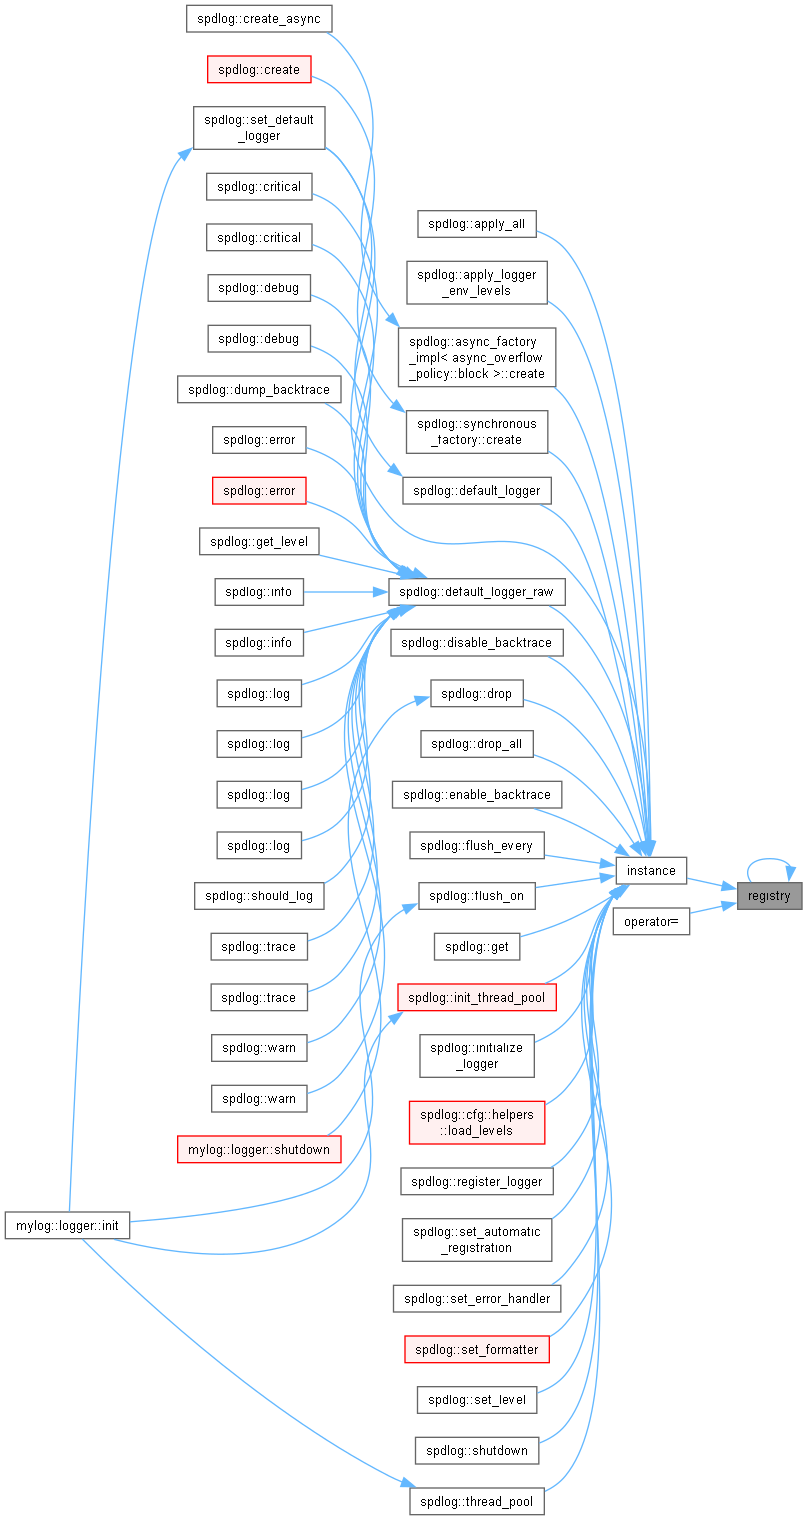 spdlog::create_async
spdlog::create
spdlog::set_default
_logger
spdlog::critical
spdlog::critical
spdlog::debug
spdlog::debug
spdlog::dump_backtrace
spdlog::error
spdlog::error
spdlog::get_level
spdlog::info
spdlog::info
spdlog::log
spdlog::log
spdlog::log
spdlog::log
spdlog::should_log
spdlog::trace
spdlog::trace
spdlog::warn
spdlog::warn
mylog::logger::shutdown
mylog::logger::init
spdlog::apply_all
spdlog::apply_logger
_env_levels
spdlog::async_factory
_impl< async_overflow
_policy::block >::create
spdlog::synchronous
_factory::create
spdlog::default_logger
spdlog::default_logger_raw
spdlog::disable_backtrace
spdlog::drop
spdlog::drop_all
spdlog::enable_backtrace
spdlog::flush_every
spdlog::flush_on
spdlog::get
spdlog::init_thread_pool
spdlog::initialize
_logger
spdlog::cfg::helpers
::load_levels
spdlog::register_logger
spdlog::set_automatic
_registration
spdlog::set_error_handler
spdlog::set_formatter
spdlog::set_level
spdlog::shutdown
spdlog::thread_pool
instance
operator=
registry